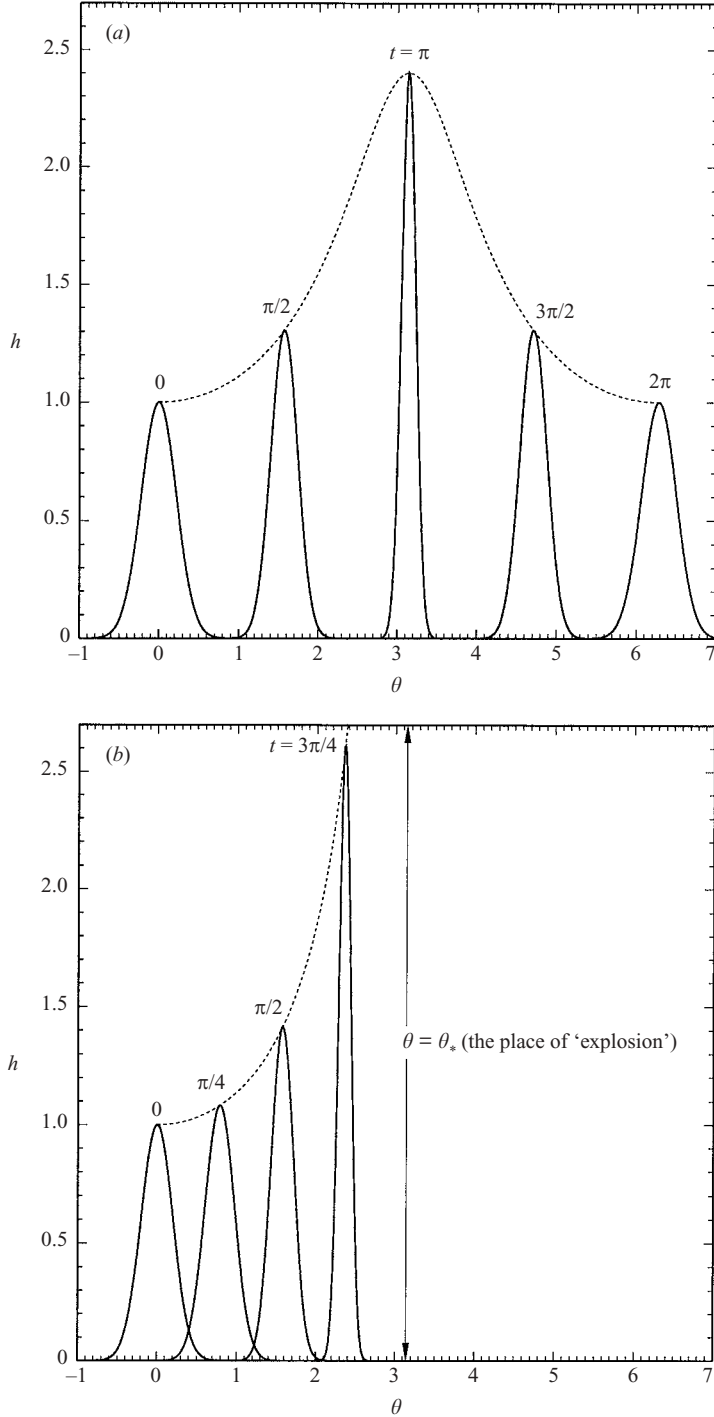 (a)
t = π
2.5
2.0
π/2
3π/2
1.5
h
0
2π
1.0
0.5
0
–1 0 1 2 3 4 5 6 7
θ
(b)
t = 3π/4
2.5
2.0
π/2
1.5
θ = θ* (the place of ‘explosion’)
h
π/4
0
1.0
0.5
0
–1 0 1 2 3 4 5 6 7
θ